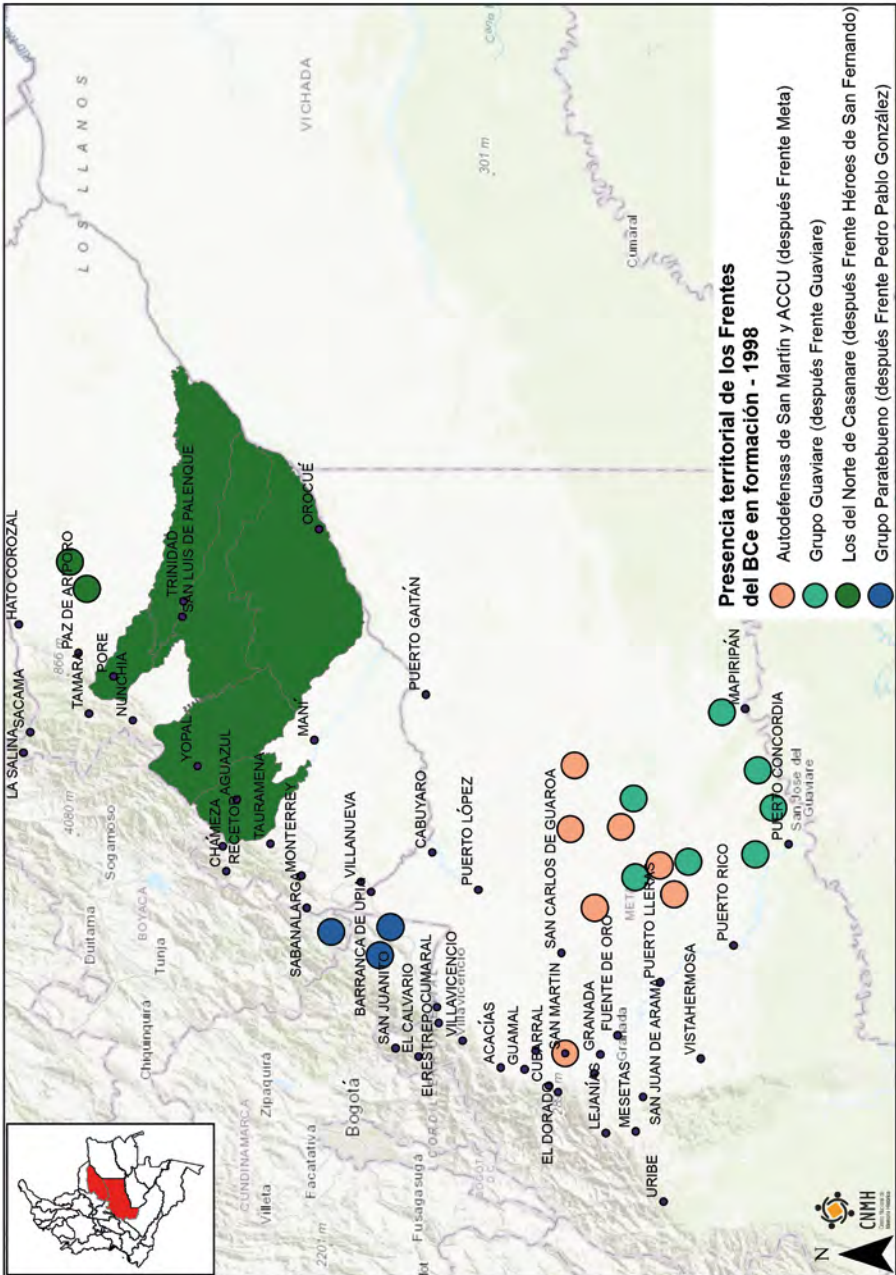 Presencia territorial de los Frentes
del BCe en formación - 1998
Autodefensas de San Martín y ACCU (después Frente Meta)
Grupo Guaviare (después Frente Guaviare)
Los del Norte de Casanare (después Frente Héroes de San Fernando)
Grupo Paratebueno (después Frente Pedro Pablo González)
LOS LLANOS
VICHADA
301 m
Cumaral
HATO COROZAL
LA SALINA
SACAMA
PAZ DE ARIPORO
866 m
TAMARA
PORE
NUNCHIA
TRINIDAD
SAN LUIS DE PALENQUE
OROCUÉ
YOPAL
AGUAZUL
MANÍ
CHÁMEZA
RECETOR
TAURAMENA
MONTERREY
SABANALARGA
VILLANUEVA
BARRANCA DE UPIA
CABUYARO
PUERTO GAITÁN
PUERTO LÓPEZ
SAN JUANITO
EL CALVARIO
RESTREPO
CUMARAL
VILLAVICENCIO
Villavicencio
ACACÍAS
GUAMAL
CUBARRAL
EL DORADO
SAN MARTIN
SAN CARLOS DE GUAROA
GRANADA
FUENTE DE ORO
Granada
LEJANÍAS
MESETAS
SAN JUAN DE ARAMA
URIBE
VISTAHERMOSA
META
PUERTO LLERAS
PUERTO RICO
PUERTO CONCORDIA
San Jose del
Guaviare
MAPIRIPÁN
4080 m
Sogamoso
Duitama
BOYACA
Tunja
Chiquinquirá
CUNDINAMARCA
Zipaquirá
Villeta
Facatativa
Bogotá
Fusagasugá
2201 m
N
CNMH